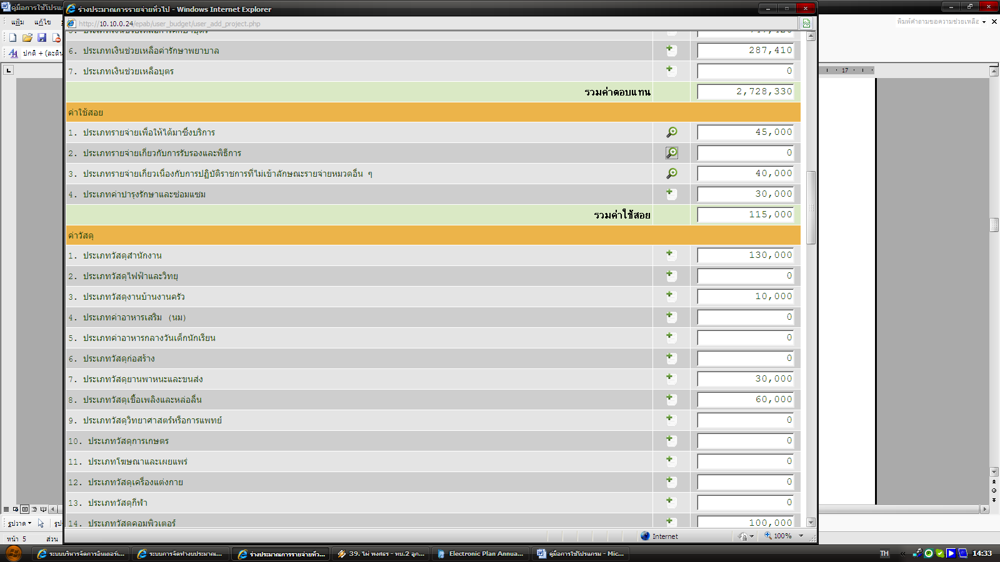 คู่มือการใช้โปรแก
ร่างประมาณการรายจ่ายทั่วไป - Windows Internet Explorer
http://10.10.0.24/epab/user_budget/user_add_project.php
แฟ้ม แก้ไข
พิมพ์คำถามขอความช่วยเหลือ
ปกติ + (ละติน
17
6. ประเภทเงินช่วยเหลือค่ารักษาพยาบาล 287,410
7. ประเภทเงินช่วยเหลือบุตร 0
รวมค่าตอบแทน 2,728,330
ค่าใช้สอย
1. ประเภทรายจ่ายเพื่อให้ได้มาซึ่งบริการ 45,000
2. ประเภทรายจ่ายเกี่ยวกับการรับรองและพิธีการ 0
3. ประเภทรายจ่ายเกี่ยวเนื่องกับการปฏิบัติราชการที่ไม่เข้าลักษณะรายจ่ายหมวดอื่น ๆ 40,000
4. ประเภทค่าบำรุงรักษาและซ่อมแซม 30,000
รวมค่าใช้สอย 115,000
ค่าวัสดุ
1. ประเภทวัสดุสำนักงาน 130,000
2. ประเภทวัสดุไฟฟ้าและวิทยุ 0
3. ประเภทวัสดุงานบ้านงานครัว 10,000
4. ประเภทค่าอาหารเสริม (นม) 0
5. ประเภทค่าอาหารกลางวันเด็กนักเรียน 0
6. ประเภทวัสดุก่อสร้าง 0
7. ประเภทวัสดุยานพาหนะและขนส่ง 30,000
8. ประเภทวัสดุเชื้อเพลิงและหล่อลื่น 60,000
9. ประเภทวัสดุวิทยาศาสตร์หรือการแพทย์ 0
10. ประเภทวัสดุการเกษตร 0
11. ประเภทโฆษณาและเผยแพร่ 0
12. ประเภทวัสดุเครื่องแต่งกาย 0
13. ประเภทวัสดุกีฬา 0
14. ประเภทวัสดุคอมพิวเตอร์ 100,000
รูปวาด รูปร
หน้า 5 ส่วน
Internet 100%
ระบบบริหารจัดการอินเตอร์เ... ระบบการจัดทำงบประมาณ... ร่างประมาณการรายจ่ายทั่ว... 39. ไผ่ พงศธร - ทบ.2 ลูก... Electronic Plan Annua... คู่มือการใช้โปรแกรม - Mic... TH 14:33